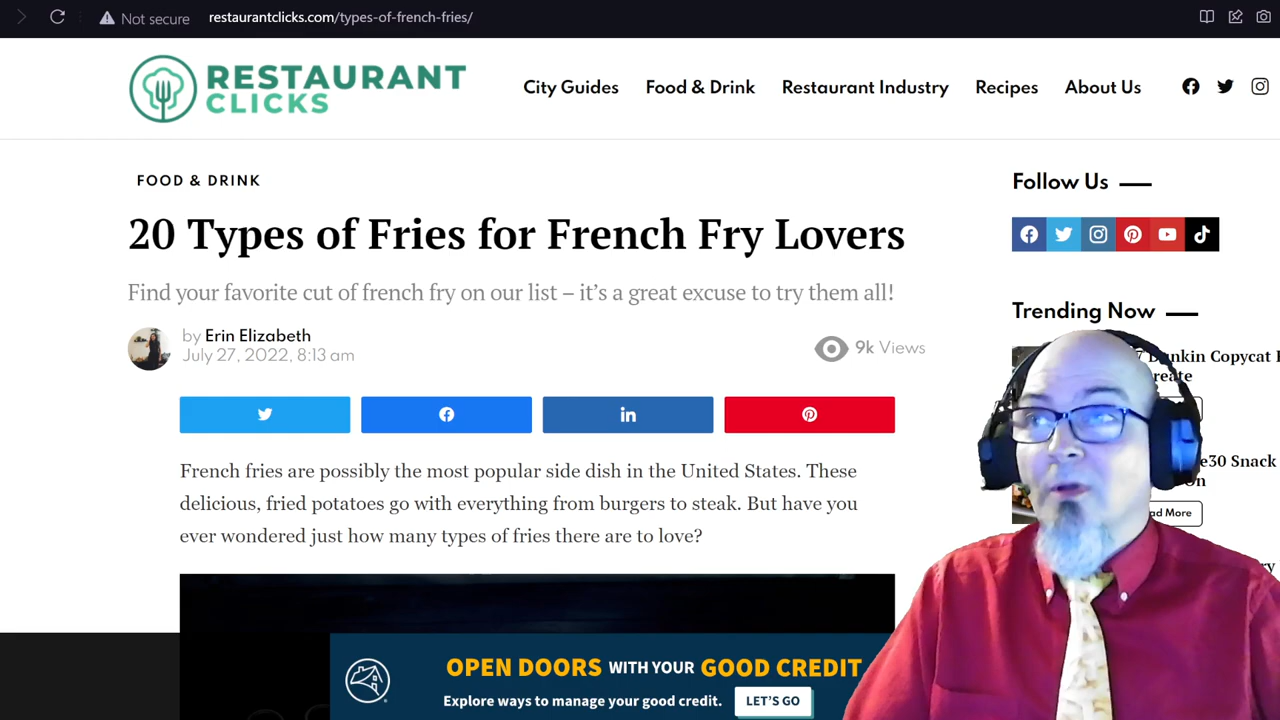 Not secure
restaurantclicks.com/types-of-french-fries/
RESTAURANT
CLICKS
City Guides
Food & Drink
Restaurant Industry
Recipes
About Us
FOOD & DRINK
20 Types of Fries for French Fry Lovers
Find your favorite cut of french fry on our list – it's a great excuse to try them all!
by Erin Elizabeth
July 27, 2022, 8:13 am
9k Views
French fries are possibly the most popular side dish in the United States. These
delicious, fried potatoes go with everything from burgers to steak. But have you
ever wondered just how many types of fries there are to love?
Follow Us
Trending Now
Dunkin Copycat
Snack
On
More
OPEN DOORS WITH YOUR GOOD CREDIT
Explore ways to manage your good credit.
LET'S GO